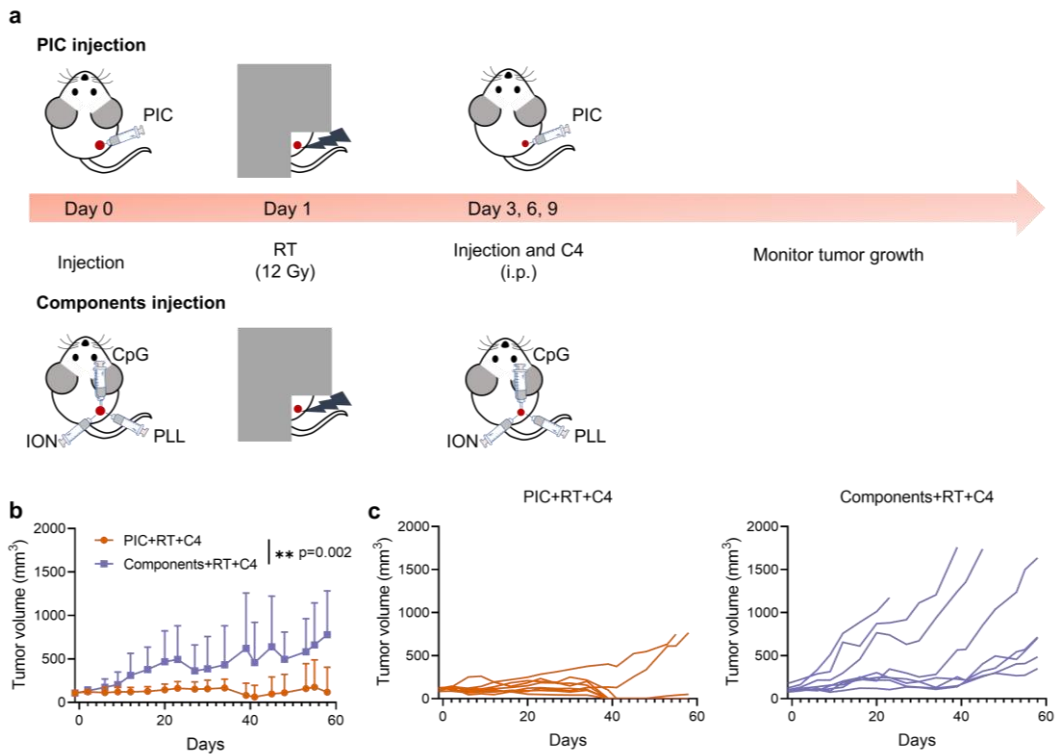 a
PIC injection
PIC
PIC
Day 0
Day 1
Day 3, 6, 9
Injection
RT
(12 Gy)
Injection and C4
(i.p.)
Monitor tumor growth
Components injection
CpG
ION
PLL
CpG
ION
PLL
b
2000
1500
1000
500
0
0
20
40
60
Tumor volume (mm³)
Days
PIC+RT+C4
Components+RT+C4
** p=0.002
c
PIC+RT+C4
2000
1500
1000
500
0
0
20
40
60
Tumor volume (mm³)
Days
Components+RT+C4
2000
1500
1000
500
0
0
20
40
60
Tumor volume (mm³)
Days